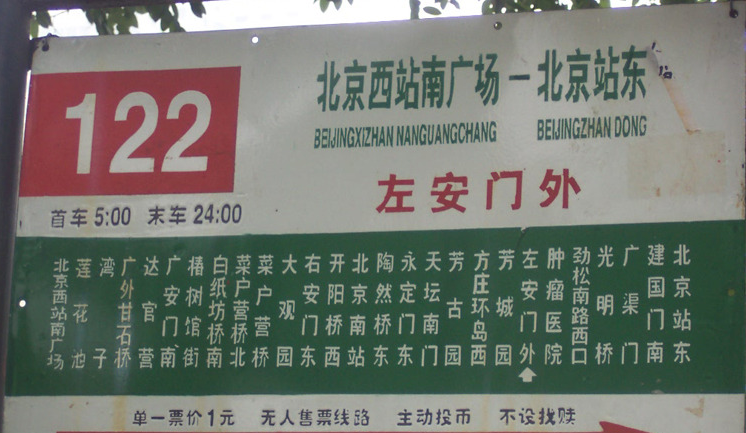 122
北京西站南广场－北京站东
BEIJINGXIZHAN NANGUANGCHANG BEIJINGZHAN DONG
首车 5:00 末车 24:00
左安门外
北京西站南广场
莲花池
湾子
广外甘石桥
达官营
广安门南
椿树馆街
白纸坊桥南
菜户营桥北
菜户营桥
大观园
右安门东
开阳桥西
北京南站
陶然桥东
永定门东
天坛南门
芳古园
方庄环岛西
芳城园
左安门外
肿瘤医院
劲松南路西口
光明桥
广渠门
建国门南
北京站东
单一票价1元 无人售票线路 主动投币 不设找赎